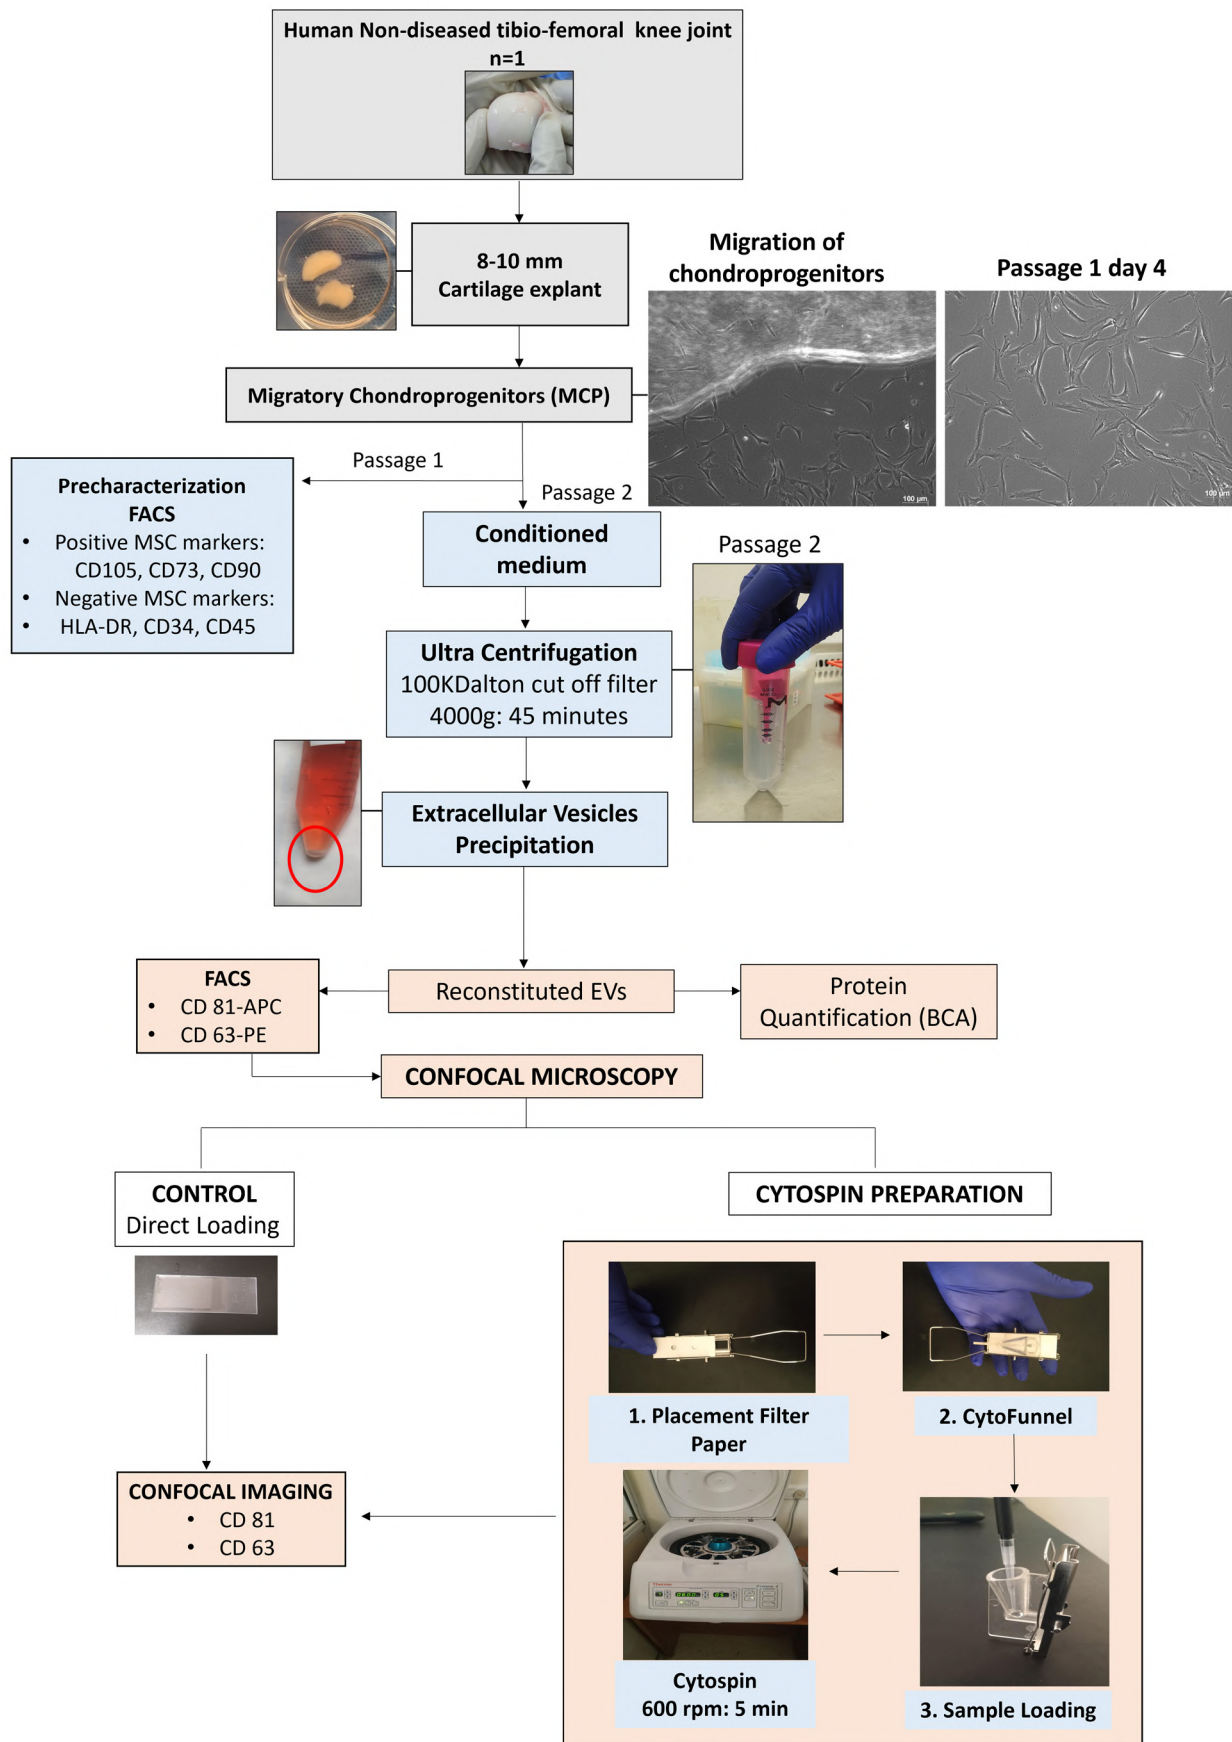 Human Non-diseased tibio-femoral knee joint
n=1
8-10 mm
Cartilage explant
Migration of
chondroprogenitors
Passage 1 day 4
100 µm
100 µm
Migratory Chondroprogenitors (MCP)
Passage 1
Passage 2
Precharacterization
FACS
• Positive MSC markers:
CD105, CD73, CD90
• Negative MSC markers:
• HLA-DR, CD34, CD45
Conditioned
medium
Passage 2
Ultra Centrifugation
100KDalton cut off filter
4000g: 45 minutes
Extracellular Vesicles
Precipitation
FACS
• CD 81-APC
• CD 63-PE
Reconstituted EVs
Protein
Quantification (BCA)
CONFOCAL MICROSCOPY
CONTROL
Direct Loading
CYTOSPIN PREPARATION
1. Placement Filter
Paper
2. CytoFunnel
3. Sample Loading
Cytospin
600 rpm: 5 min
CONFOCAL IMAGING
• CD 81
• CD 63